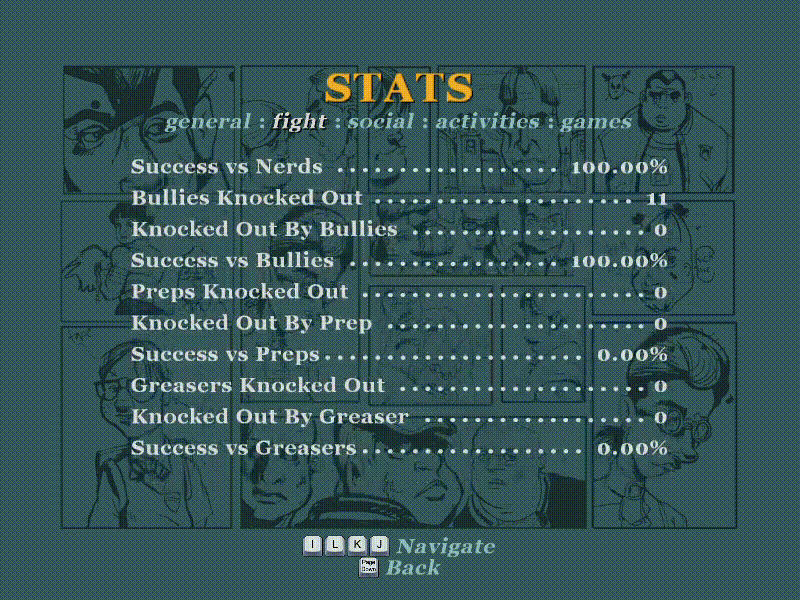 STATS
general : fight : social : activities : games
Success vs Nerds .................. 100.00%
Bullies Knocked Out ..................... 11
Knocked Out By Bullies ................... 0
Success vs Bullies ................. 100.00%
Preps Knocked Out ....................... 0
Knocked Out By Prep ..................... 0
Success vs Preps..................... 0.00%
Greasers Knocked Out .................... 0
Knocked Out By Greaser .................. 0
Success vs Greasers.................. 0.00%
I L K J Navigate
Page Down Back